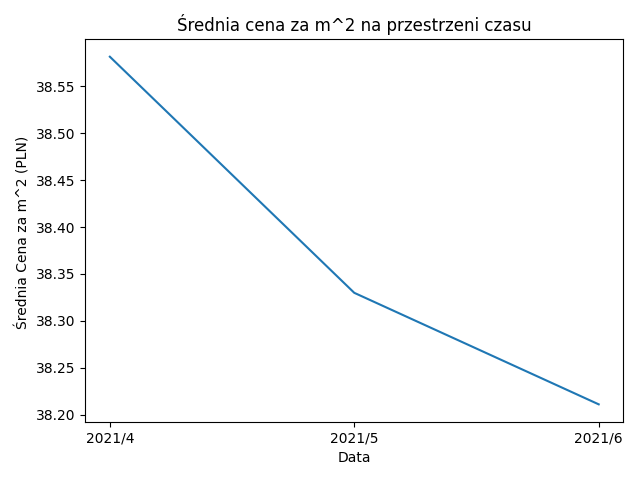 Średnia cena za m^2 na przestrzeni czasu
Średnia Cena za m^2 (PLN)
38.55
38.50
38.45
38.40
38.35
38.30
38.25
38.20
2021/4 2021/5 2021/6
Data